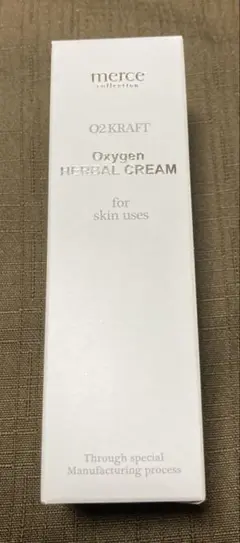 merce
collection
O2 KRAFT
Oxygen
HERBAL CREAM
for
skin uses
Through special
Manufacturing process